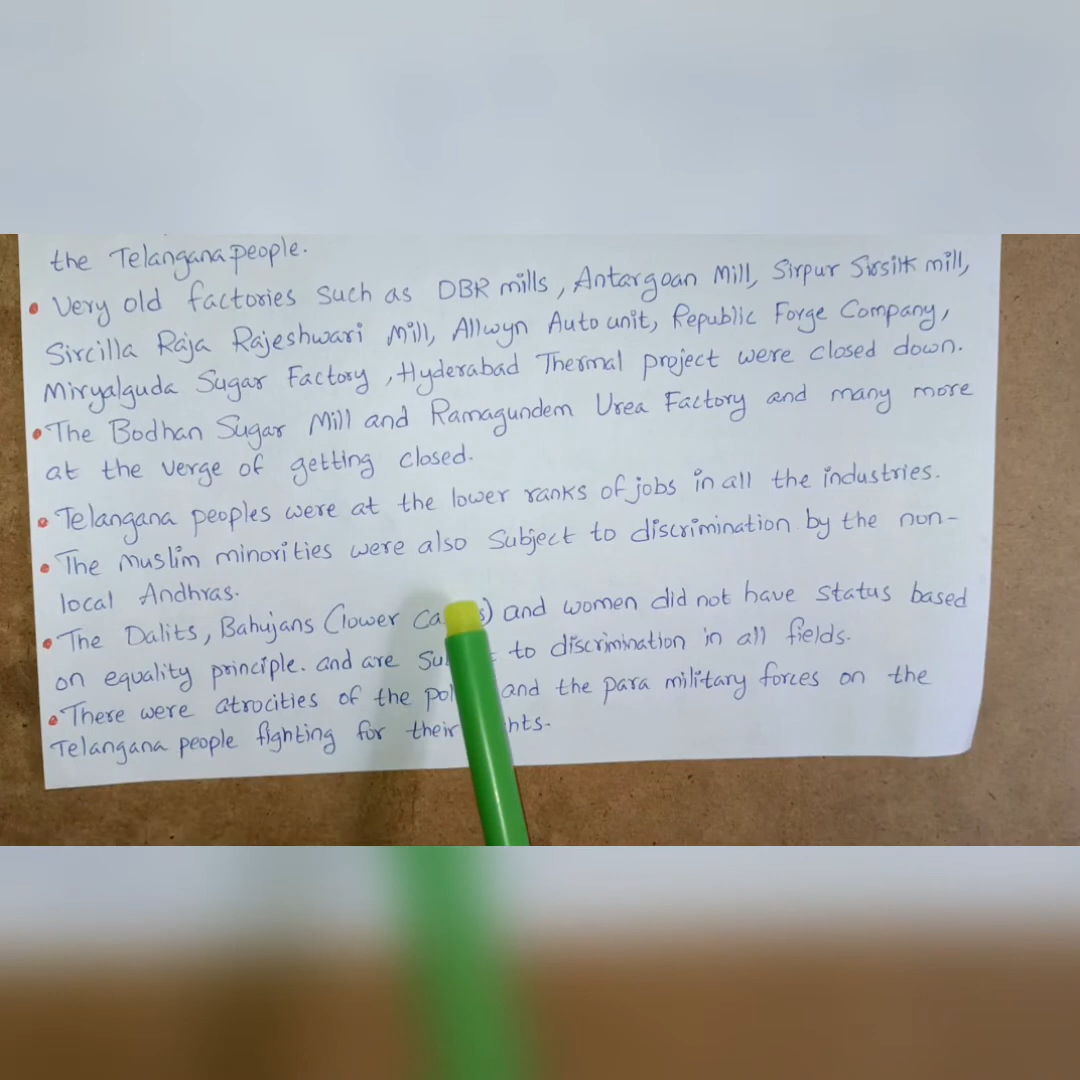 the Telangana people.
• Very old factories such as DBR mills, Antargoan Mill, Sirpur Sirsilk mill,
Sircilla Raja Rajeshwari Mill, Allwyn Auto unit, Republic Forge Company,
Miryalguda Sugar Factory, Hyderabad Thermal project were closed down.
• The Bodhan Sugar Mill and Ramagundem Urea Factory and many more
at the verge of getting closed.
• Telangana peoples were at the lower ranks of jobs in all the industries.
• The muslim minorities were also subject to discrimination by the non-
local Andhras.
• The Dalits, Bahujans (lower and women did not have status based
on equality principle. and are to discrimination in all fields.
• There were atrocities of the and the para military forces on the
Telangana people fighting for their